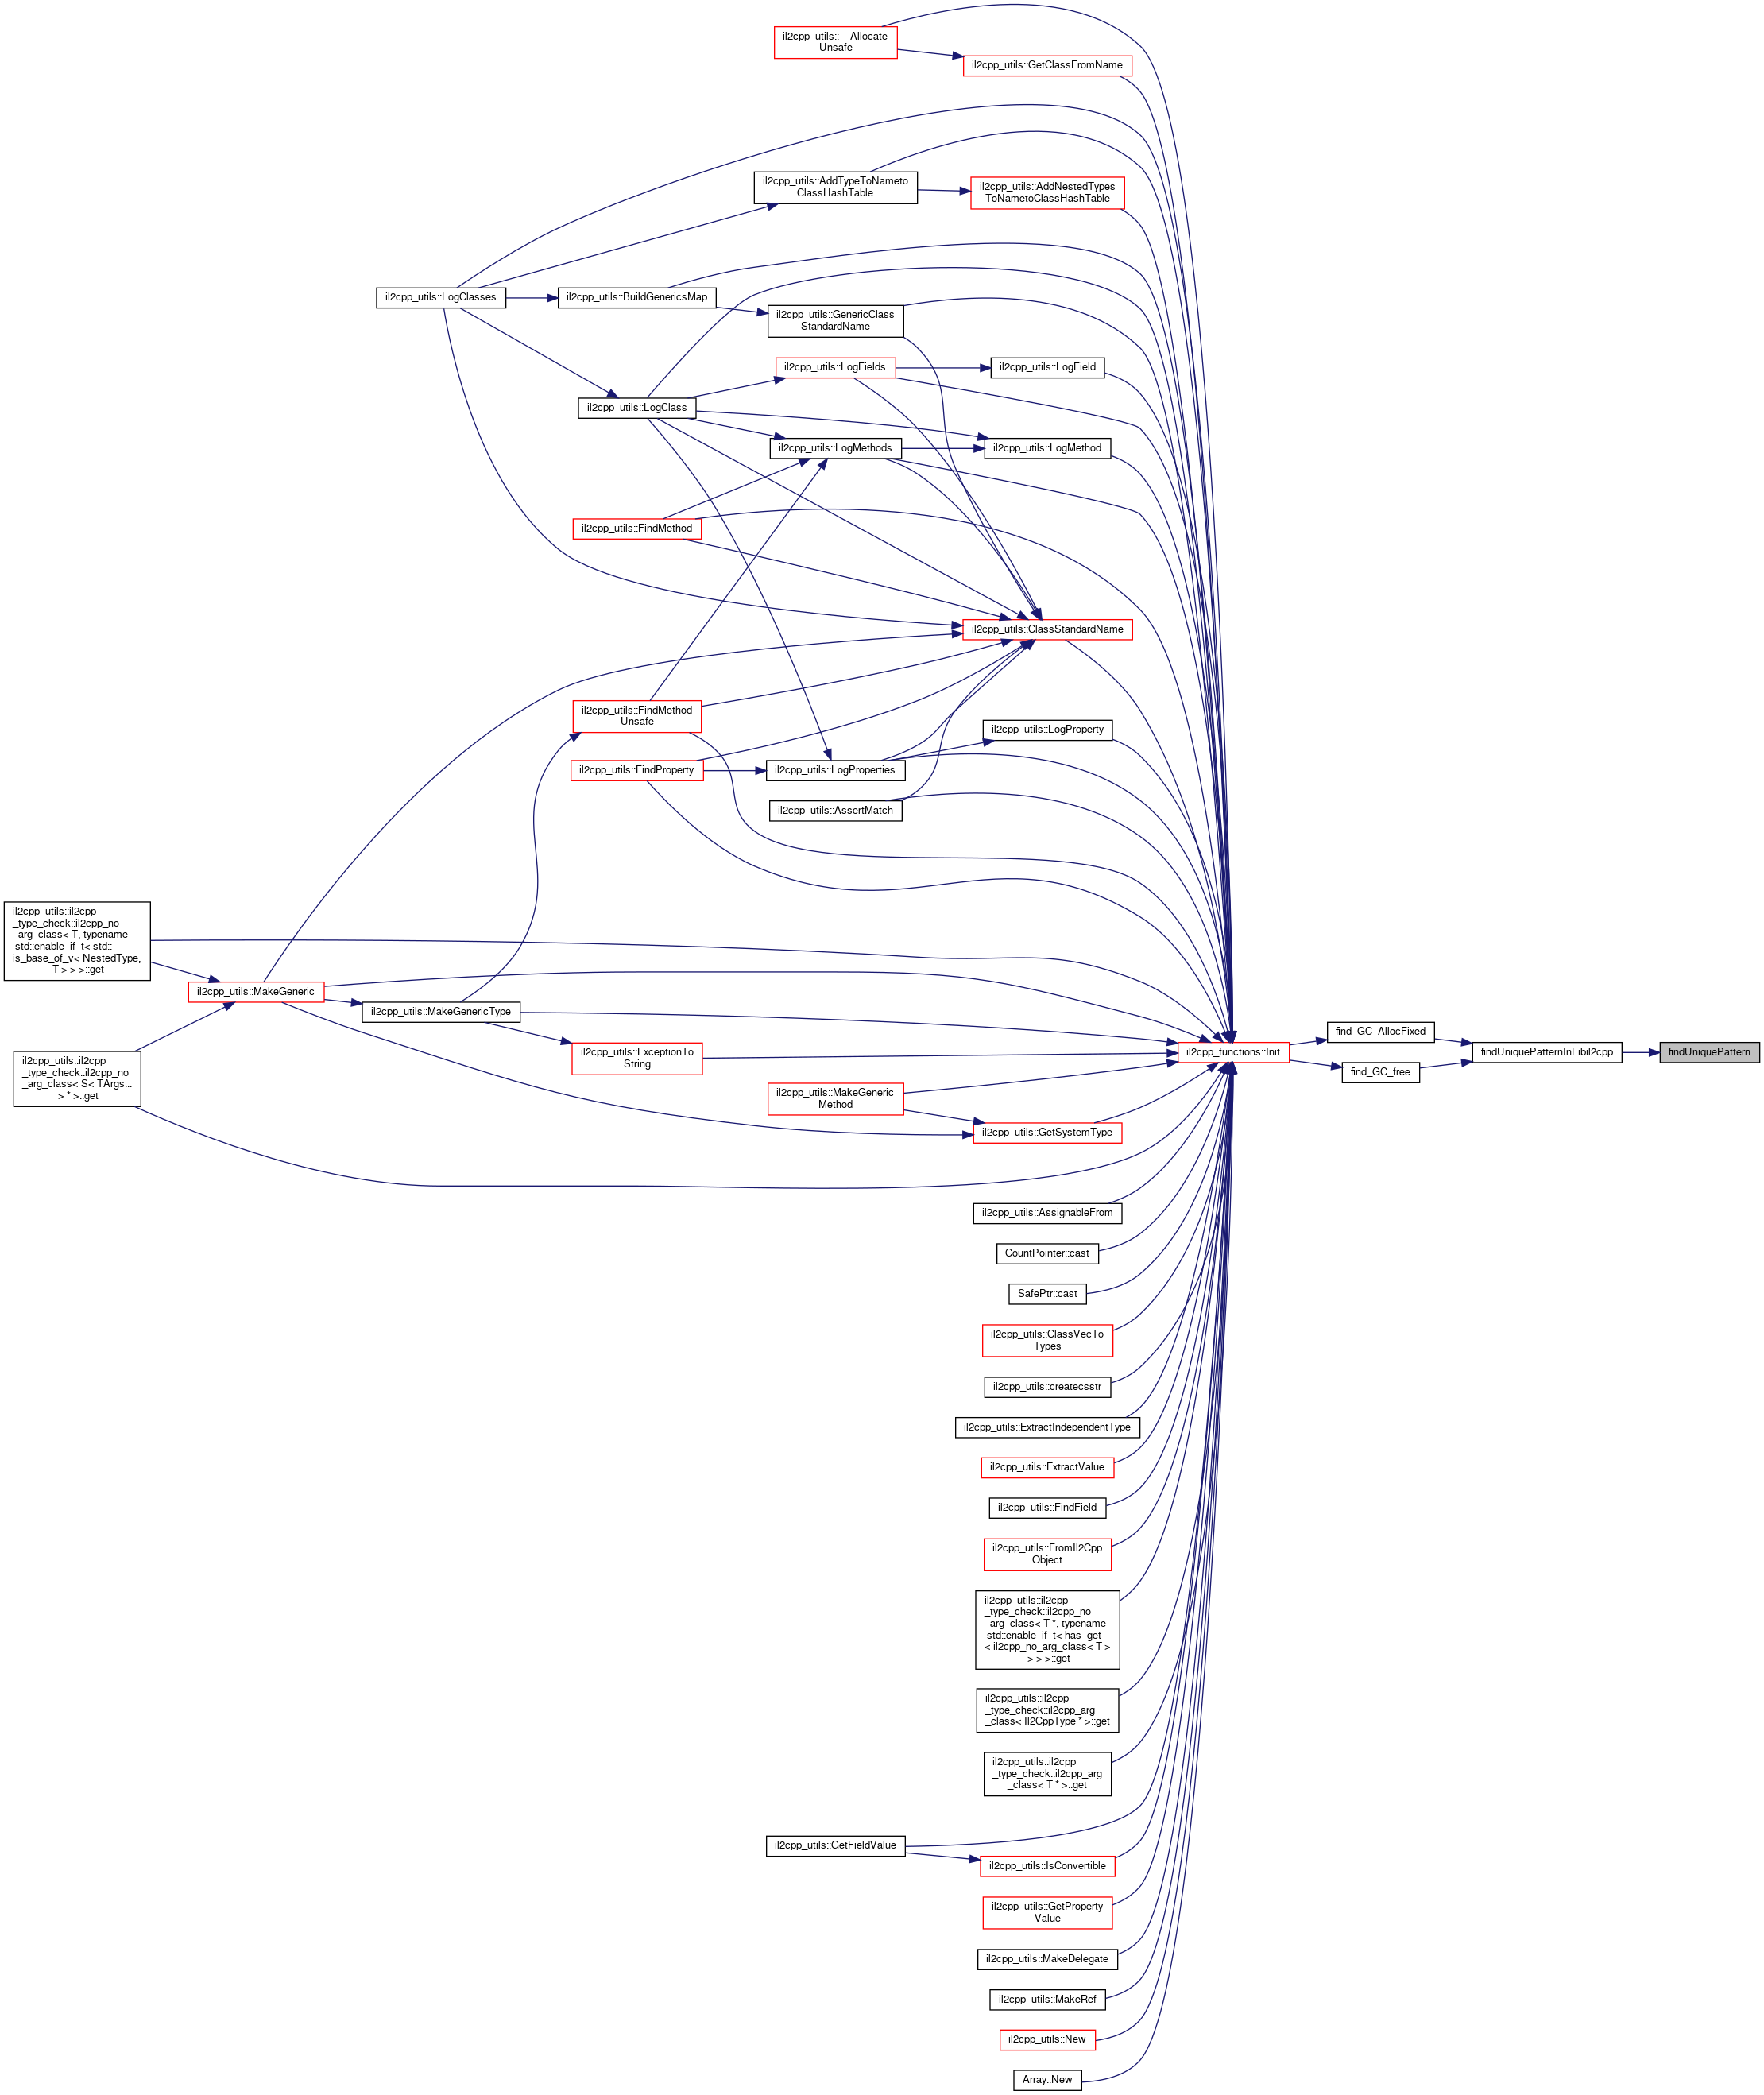 il2cpp_utils::__Allocate
Unsafe
il2cpp_utils::GetClassFromName
il2cpp_utils::AddTypeToNameto
ClassHashTable
il2cpp_utils::AddNestedTypes
ToNametoClassHashTable
il2cpp_utils::LogClasses
il2cpp_utils::BuildGenericsMap
il2cpp_utils::GenericClass
StandardName
il2cpp_utils::LogFields
il2cpp_utils::LogField
il2cpp_utils::LogClass
il2cpp_utils::LogMethods
il2cpp_utils::LogMethod
il2cpp_utils::FindMethod
il2cpp_utils::ClassStandardName
il2cpp_utils::FindMethod
Unsafe
il2cpp_utils::LogProperty
il2cpp_utils::FindProperty
il2cpp_utils::LogProperties
il2cpp_utils::AssertMatch
il2cpp_utils::il2cpp
_type_check::il2cpp_no
_arg_class< T, typename
std::enable_if_t< std::
is_base_of_v< NestedType,
T > > >::get
il2cpp_utils::MakeGeneric
il2cpp_utils::MakeGenericType
il2cpp_utils::il2cpp
_type_check::il2cpp_no
_arg_class< S< TArgs...
> * >::get
il2cpp_utils::ExceptionTo
String
il2cpp_functions::Init
find_GC_AllocFixed
find_GC_free
findUniquePatternInLibil2cpp
findUniquePattern
il2cpp_utils::MakeGeneric
Method
il2cpp_utils::GetSystemType
il2cpp_utils::AssignableFrom
CountPointer::cast
SafePtr::cast
il2cpp_utils::ClassVecTo
Types
il2cpp_utils::createcsstr
il2cpp_utils::ExtractIndependentType
il2cpp_utils::ExtractValue
il2cpp_utils::FindField
il2cpp_utils::FromIl2Cpp
Object
il2cpp_utils::il2cpp
_type_check::il2cpp_no
_arg_class< T *, typename
std::enable_if_t< has_get
< il2cpp_no_arg_class< T >
> > >::get
il2cpp_utils::il2cpp
_type_check::il2cpp_arg
_class< Il2CppType * >::get
il2cpp_utils::il2cpp
_type_check::il2cpp_arg
_class< T * >::get
il2cpp_utils::GetFieldValue
il2cpp_utils::IsConvertible
il2cpp_utils::GetProperty
Value
il2cpp_utils::MakeDelegate
il2cpp_utils::MakeRef
il2cpp_utils::New
Array::New